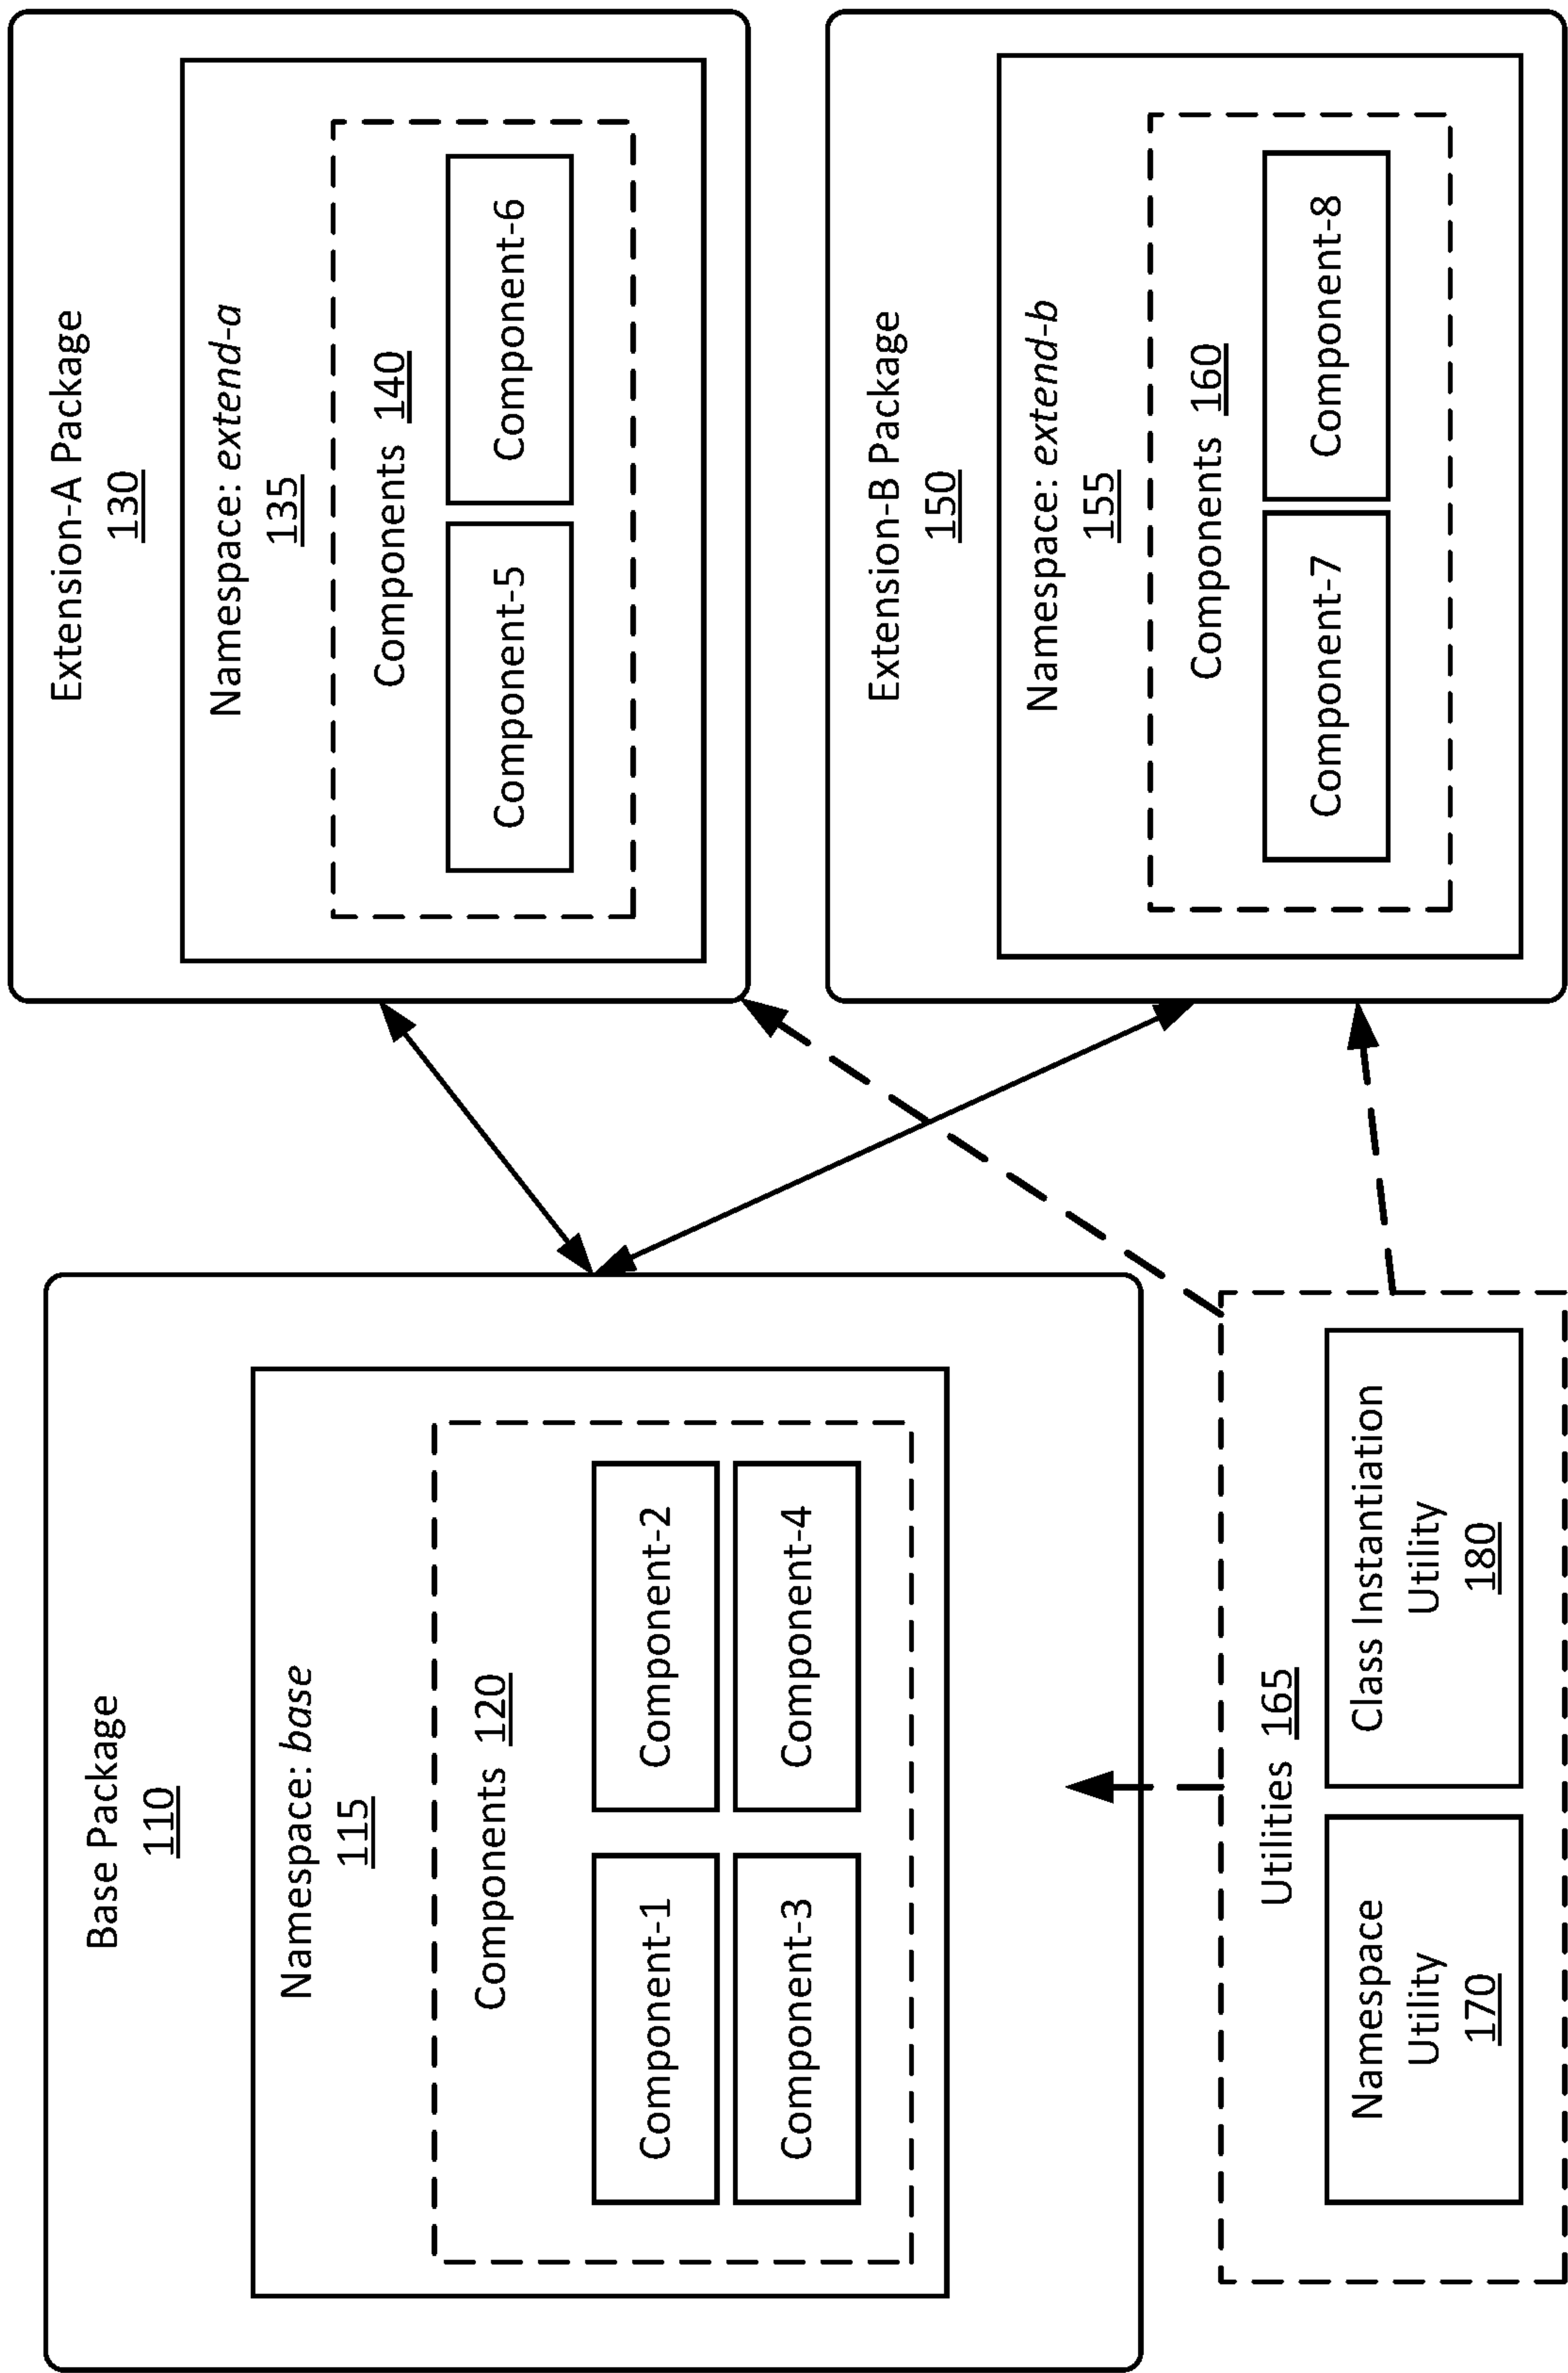 Base Package
110
Namespace: base
115
Components 120
Component-1
Component-2
Component-3
Component-4
Extension-A Package
130
Namespace: extend-a
135
Components 140
Component-5
Component-6
Extension-B Package
150
Namespace: extend-b
155
Components 160
Component-7
Component-8
Utilities 165
Namespace
Utility
170
Class Instantiation
Utility
180